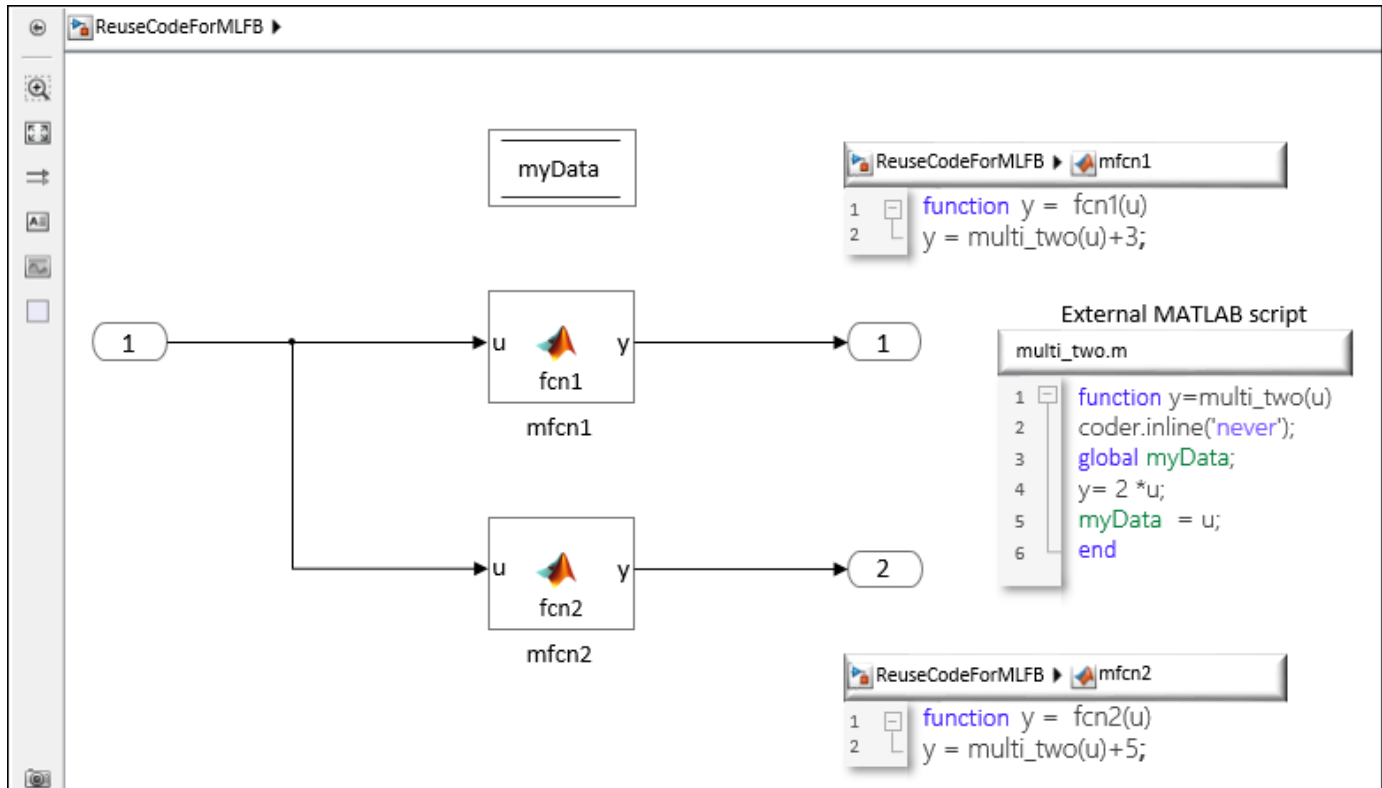 ReuseCodeForMLFB
myData
ReuseCodeForMLFB mfcn1
1 function y = fcn1(u)
2 y = multi_two(u)+3;
External MATLAB script
multi_two.m
1 function y=multi_two(u)
2 coder.inline('never');
3 global myData;
4 y= 2 *u;
5 myData = u;
6 end
1
u y
fcn1
mfcn1
1
u y
fcn2
mfcn2
2
ReuseCodeForMLFB mfcn2
1 function y = fcn2(u)
2 y = multi_two(u)+5;